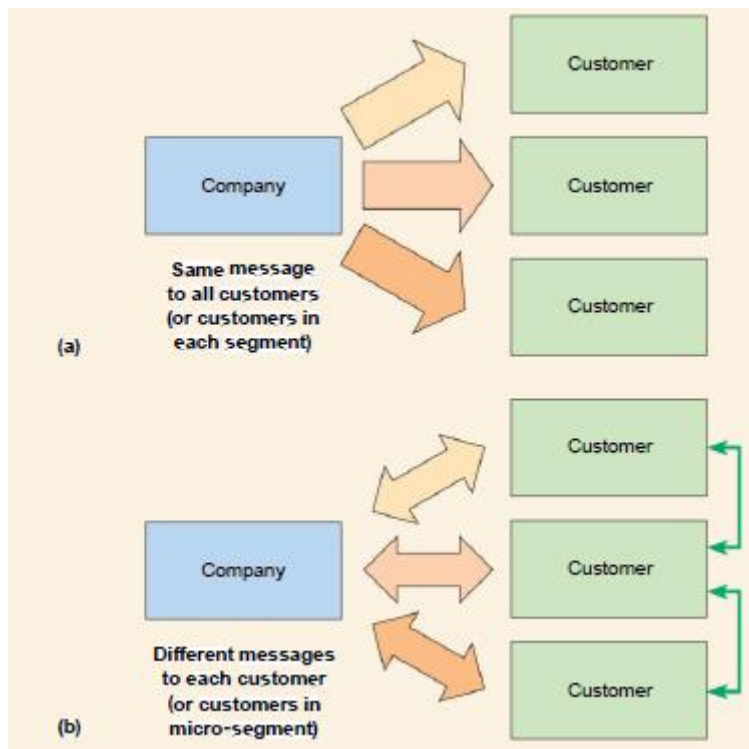 Customer
Company
Customer
Same message
to all customers
(or customers in
each segment)
Customer
(a)
Customer
Company
Customer
Different messages
to each customer
(or customers in
micro-segment)
Customer
(b)